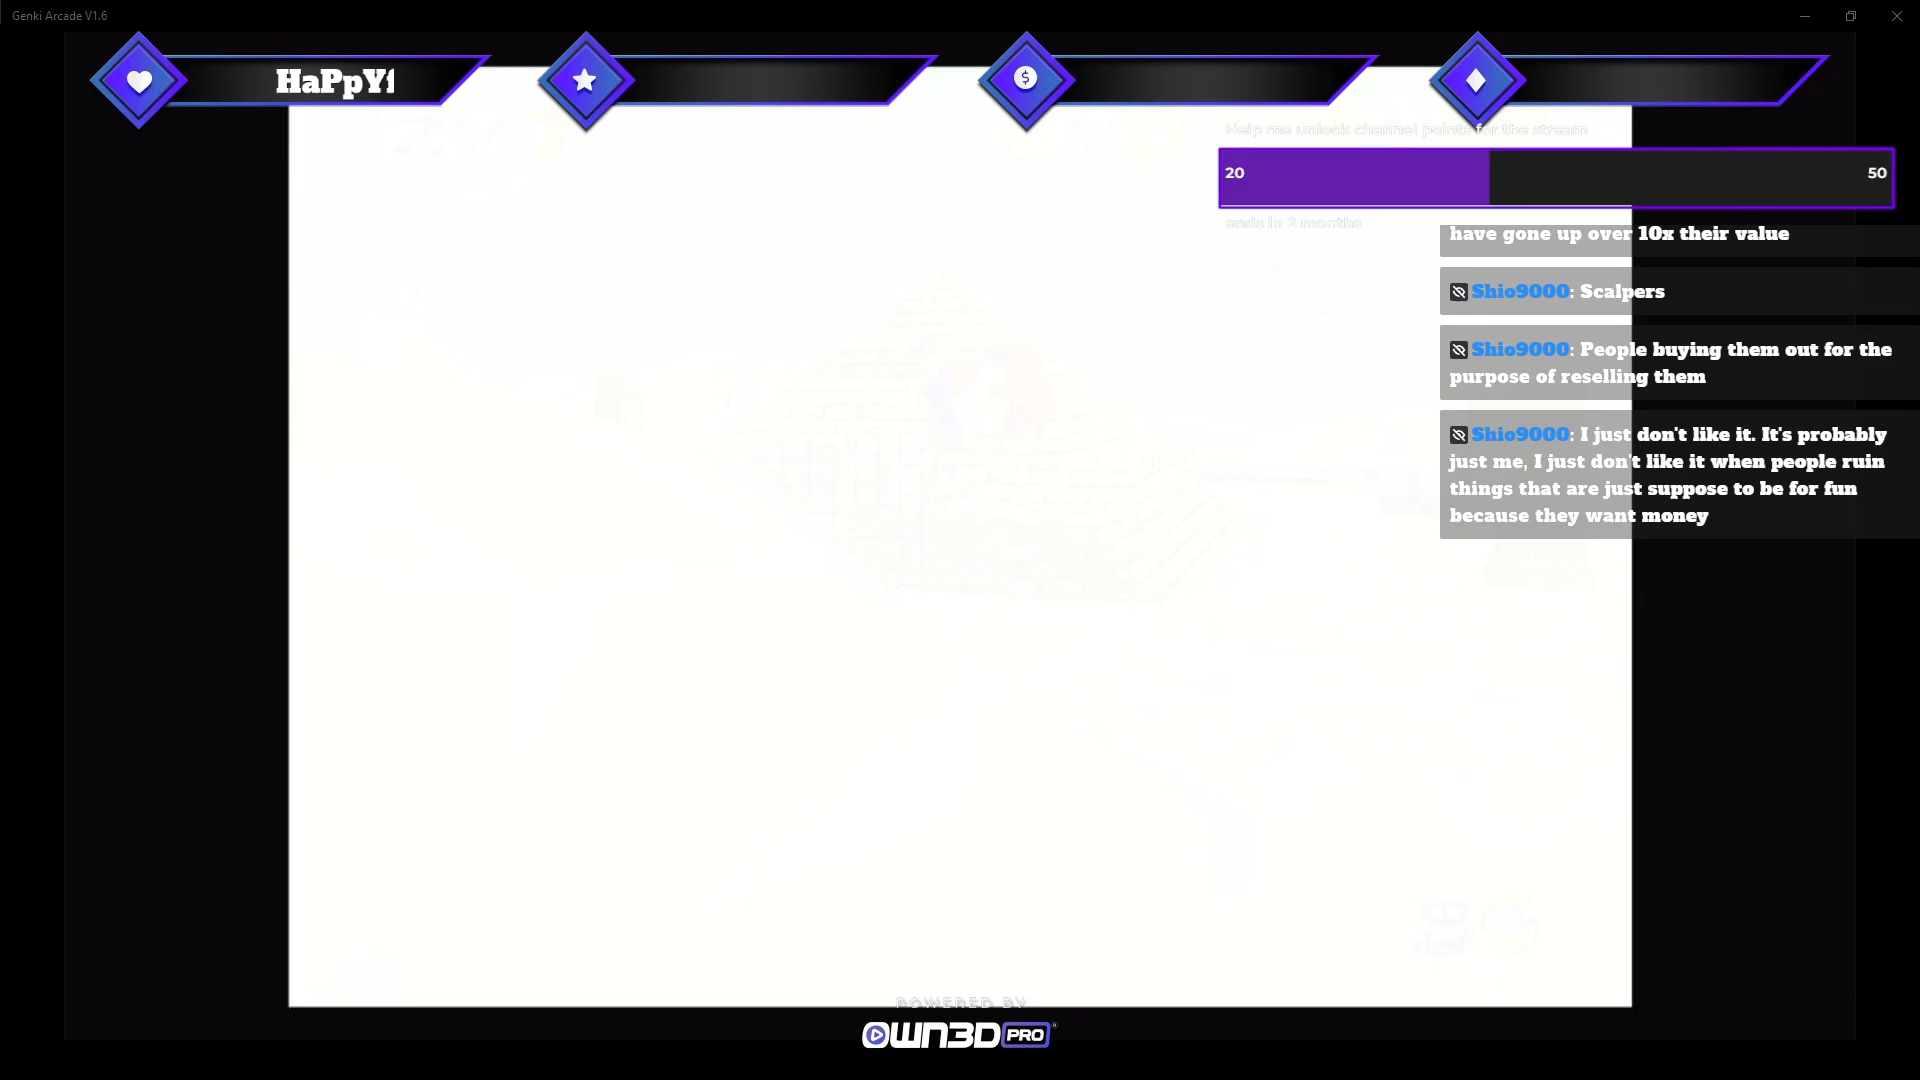 Genki Arcade V1.6
HaPpY
Help me unlock channel points for the stream
20
50
ends in 2 months
have gone up over 10x their value
Shio9000: Scalpers
Shio9000: People buying them out for the
purpose of reselling them
Shio9000: I just don't like it. It's probably
just me, I just don't like it when people ruin
things that are just suppose to be for fun
because they want money
POWERED BY
OWN3D PRO